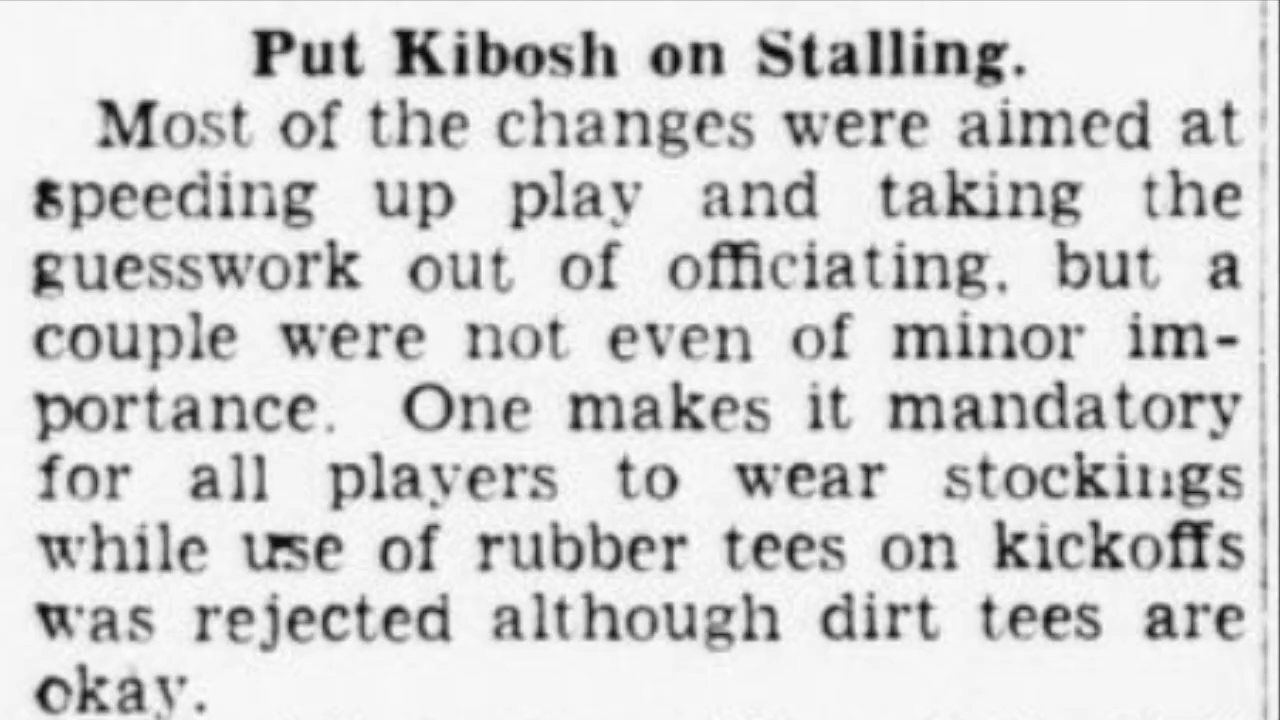 Put Kibosh on Stalling.
Most of the changes were aimed at
speeding up play and taking the
guesswork out of officiating, but a
couple were not even of minor im-
portance. One makes it mandatory
for all players to wear stockings
while use of rubber tees on kickoffs
was rejected although dirt tees are
okay.